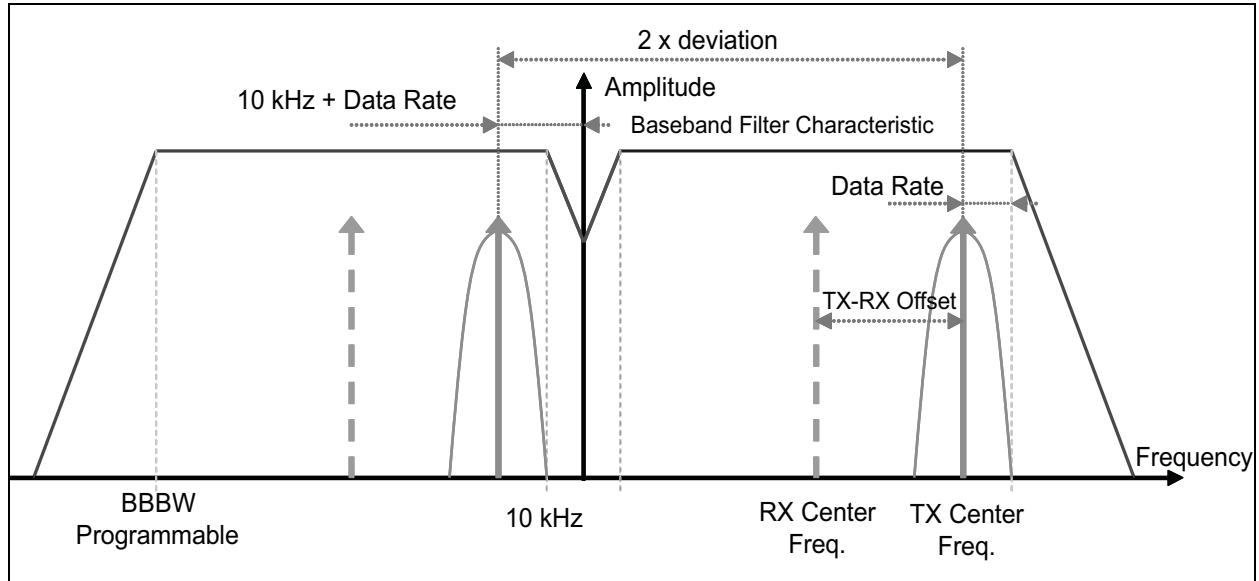 2 x deviation
Amplitude
10 kHz + Data Rate
Baseband Filter Characteristic
Data Rate
TX-RX Offset
Frequency
BBBW
Programmable
10 kHz
RX Center
Freq.
TX Center
Freq.